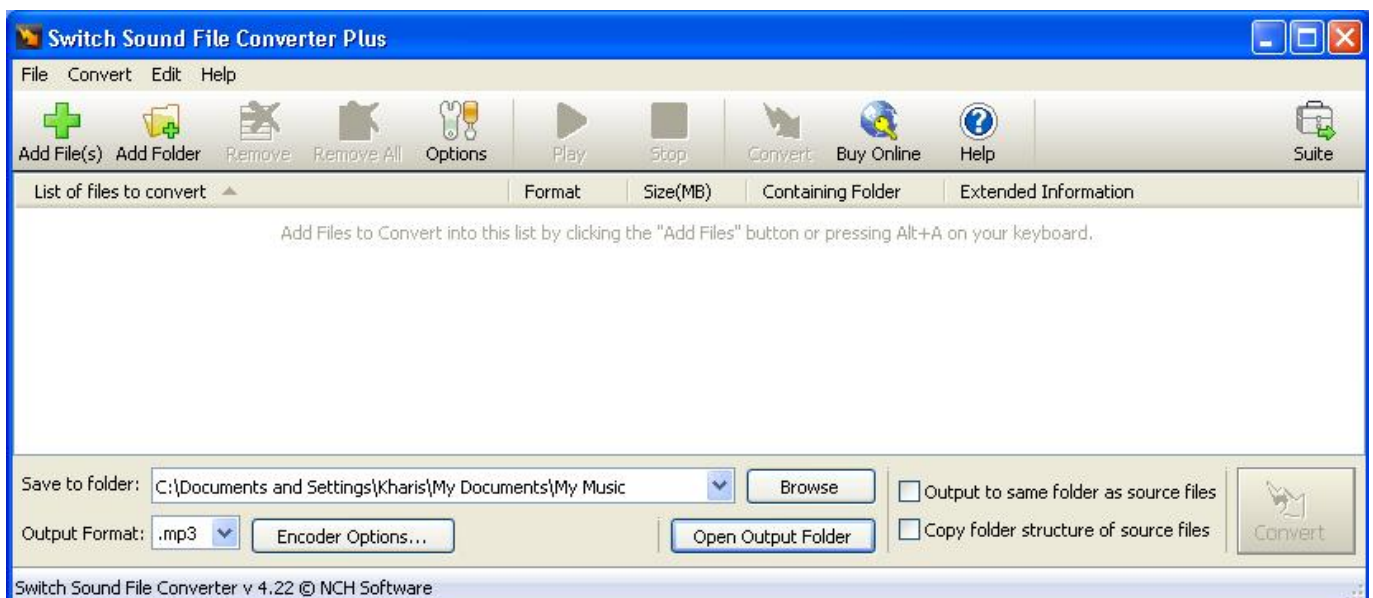 Switch Sound File Converter Plus
File Convert Edit Help
Add File(s) Add Folder Remove Remove All Options Play Stop Convert Buy Online Help Suite
List of files to convert Format Size(MB) Containing Folder Extended Information
Add Files to Convert into this list by clicking the "Add Files" button or pressing Alt+A on your keyboard.
Save to folder: C:\Documents and Settings\Kharis\My Documents\My Music Browse Output to same folder as source files
Output Format: .mp3 Encoder Options... Open Output Folder Copy folder structure of source files Convert
Switch Sound File Converter v 4.22 © NCH Software